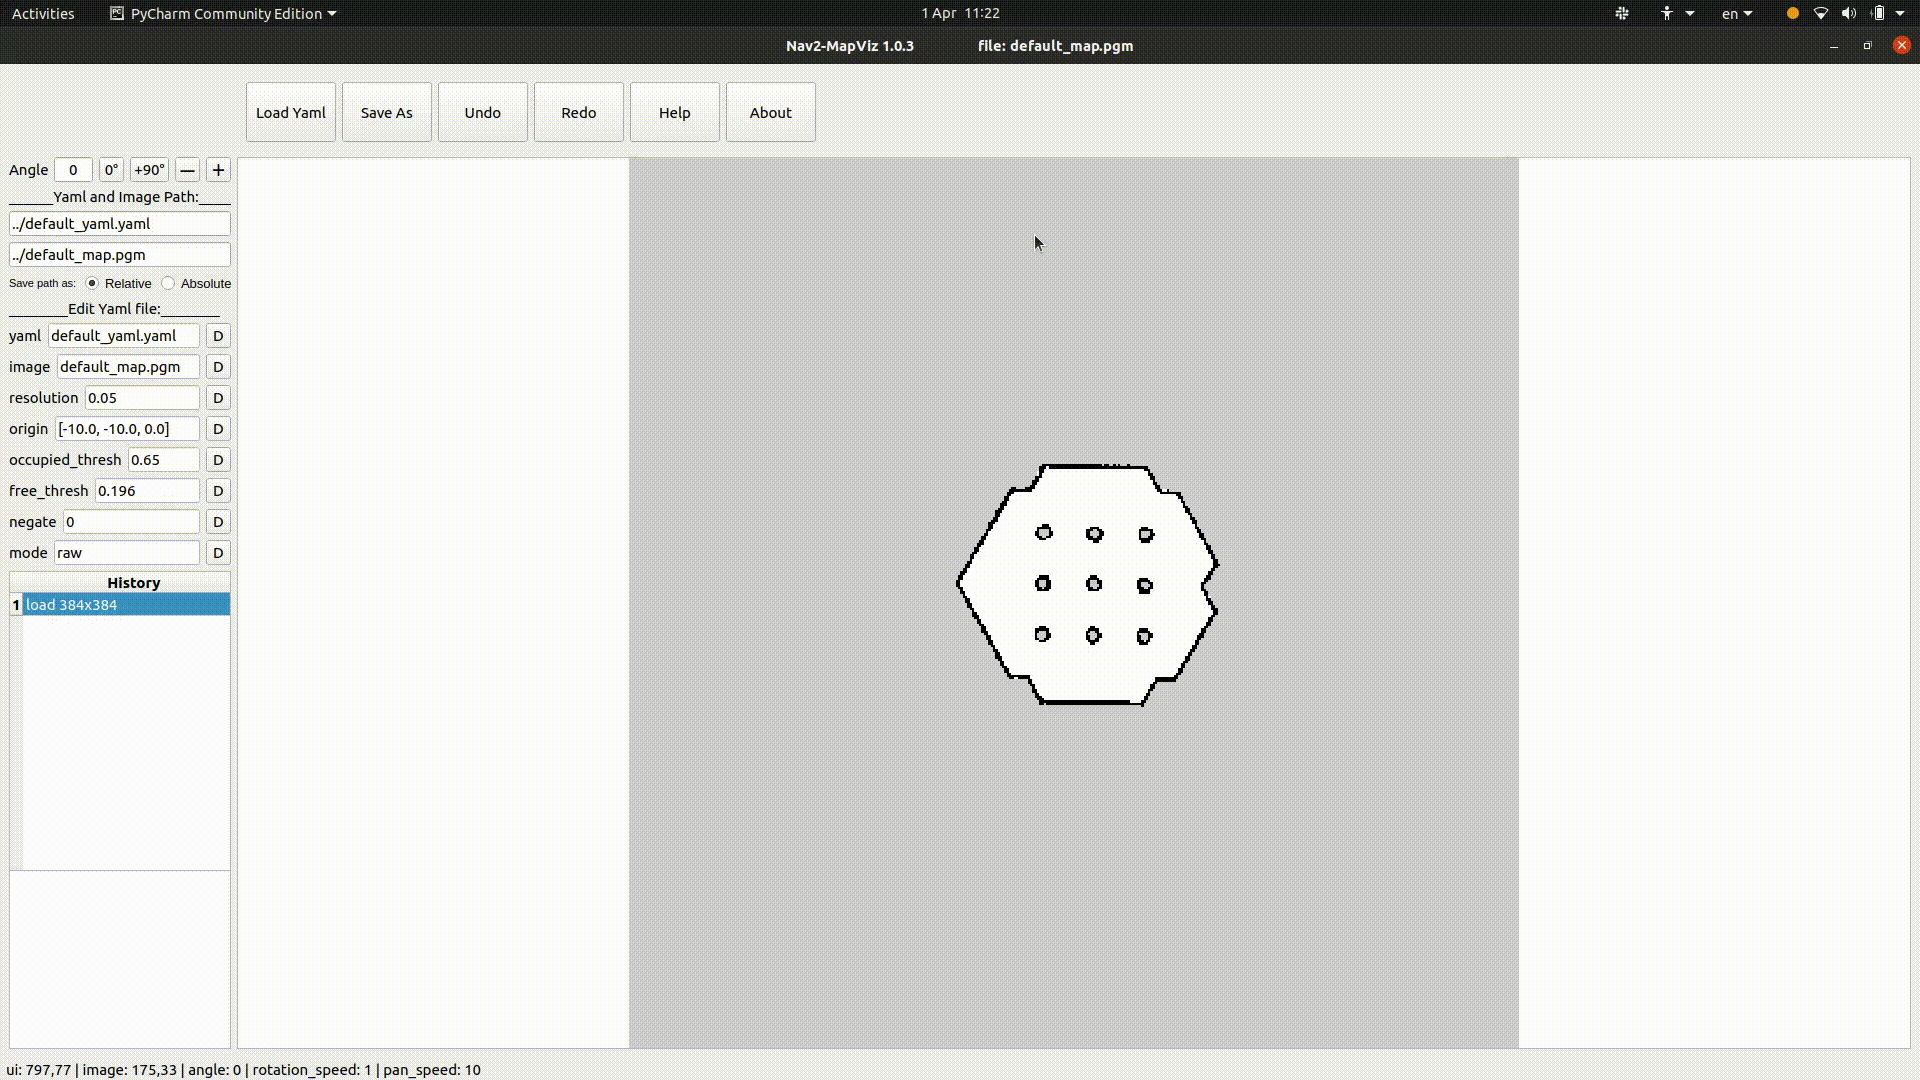 Activities PyCharm Community Edition 1 Apr 11:22 en
Nav2-MapViz 1.0.3 file: default_map.pgm
Load Yaml Save As Undo Redo Help About
Angle 0 0° +90° — +
______Yaml and Image Path:____
../default_yaml.yaml
../default_map.pgm
Save path as: Relative Absolute
________Edit Yaml file:________
yaml default_yaml.yaml D
image default_map.pgm D
resolution 0.05 D
origin [-10.0, -10.0, 0.0] D
occupied_thresh 0.65 D
free_thresh 0.196 D
negate 0 D
mode raw D
History
1 load 384x384
ui: 797,77 | image: 175,33 | angle: 0 | rotation_speed: 1 | pan_speed: 10